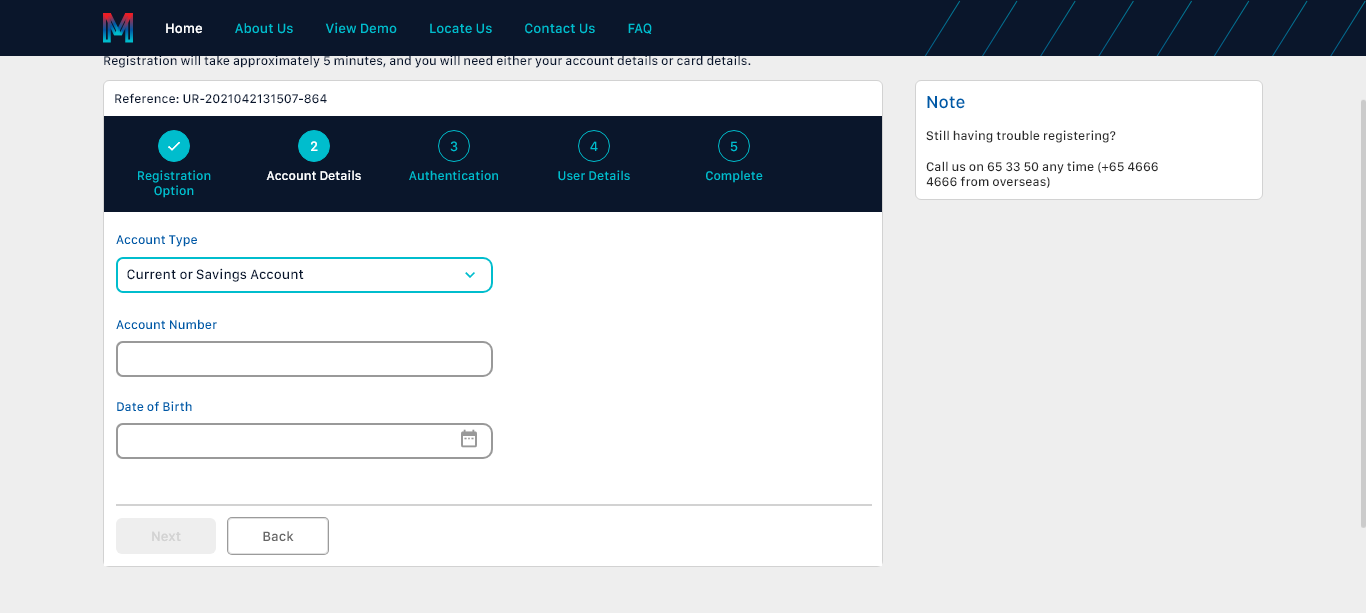 Home
About Us
View Demo
Locate Us
Contact Us
FAQ
Registration will take approximately 5 minutes, and you will need either your account details or card details.
Reference: UR-2021042131507-864
Registration
Option
2
Account Details
3
Authentication
4
User Details
5
Complete
Account Type
Current or Savings Account
Account Number
Date of Birth
Next
Back
Note
Still having trouble registering?
Call us on 65 33 50 any time (+65 4666
4666 from overseas)